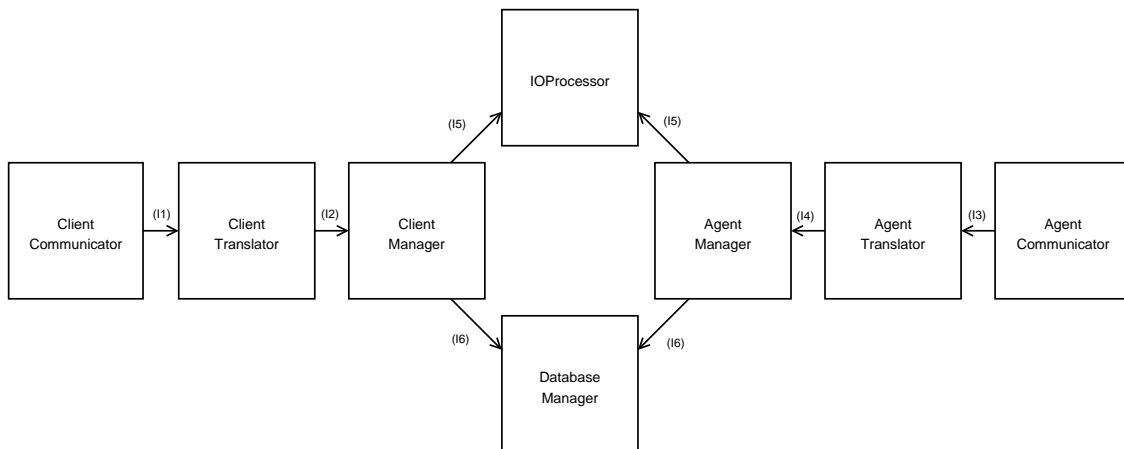 IOProcessor
(I5)
(I5)
Client
Communicator
(I1)
Client
Translator
(I2)
Client
Manager
Agent
Manager
(I4)
Agent
Translator
(I3)
Agent
Communicator
(I6)
(I6)
Database
Manager